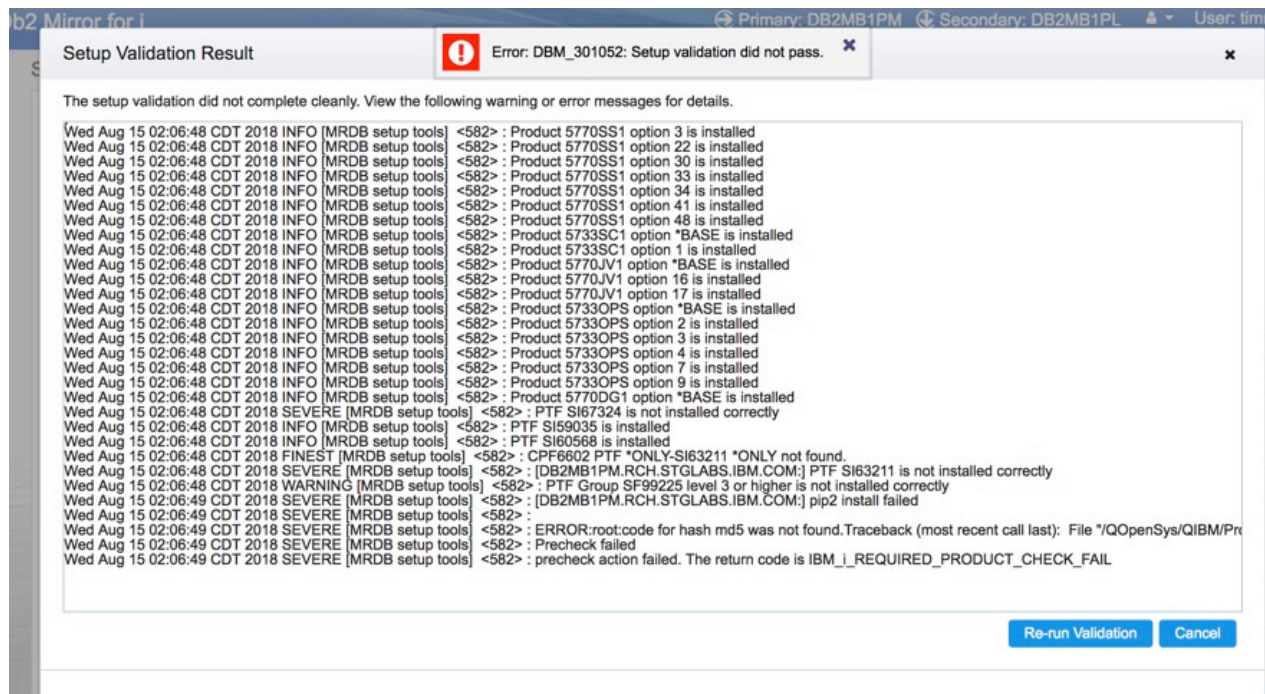 Db2 Mirror for i
Primary: DB2MB1PM Secondary: DB2MB1PL User: tim
Setup Validation Result
Error: DBM_301052: Setup validation did not pass.
The setup validation did not complete cleanly. View the following warning or error messages for details.
Wed Aug 15 02:06:48 CDT 2018 INFO [MRDB setup tools] <582> : Product 5770SS1 option 3 is installed
Wed Aug 15 02:06:48 CDT 2018 INFO [MRDB setup tools] <582> : Product 5770SS1 option 22 is installed
Wed Aug 15 02:06:48 CDT 2018 INFO [MRDB setup tools] <582> : Product 5770SS1 option 30 is installed
Wed Aug 15 02:06:48 CDT 2018 INFO [MRDB setup tools] <582> : Product 5770SS1 option 33 is installed
Wed Aug 15 02:06:48 CDT 2018 INFO [MRDB setup tools] <582> : Product 5770SS1 option 34 is installed
Wed Aug 15 02:06:48 CDT 2018 INFO [MRDB setup tools] <582> : Product 5770SS1 option 41 is installed
Wed Aug 15 02:06:48 CDT 2018 INFO [MRDB setup tools] <582> : Product 5770SS1 option 48 is installed
Wed Aug 15 02:06:48 CDT 2018 INFO [MRDB setup tools] <582> : Product 5733SC1 option *BASE is installed
Wed Aug 15 02:06:48 CDT 2018 INFO [MRDB setup tools] <582> : Product 5733SC1 option 1 is installed
Wed Aug 15 02:06:48 CDT 2018 INFO [MRDB setup tools] <582> : Product 5770JV1 option *BASE is installed
Wed Aug 15 02:06:48 CDT 2018 INFO [MRDB setup tools] <582> : Product 5770JV1 option 16 is installed
Wed Aug 15 02:06:48 CDT 2018 INFO [MRDB setup tools] <582> : Product 5770JV1 option 17 is installed
Wed Aug 15 02:06:48 CDT 2018 INFO [MRDB setup tools] <582> : Product 5733OPS option *BASE is installed
Wed Aug 15 02:06:48 CDT 2018 INFO [MRDB setup tools] <582> : Product 5733OPS option 2 is installed
Wed Aug 15 02:06:48 CDT 2018 INFO [MRDB setup tools] <582> : Product 5733OPS option 3 is installed
Wed Aug 15 02:06:48 CDT 2018 INFO [MRDB setup tools] <582> : Product 5733OPS option 4 is installed
Wed Aug 15 02:06:48 CDT 2018 INFO [MRDB setup tools] <582> : Product 5733OPS option 7 is installed
Wed Aug 15 02:06:48 CDT 2018 INFO [MRDB setup tools] <582> : Product 5733OPS option 9 is installed
Wed Aug 15 02:06:48 CDT 2018 INFO [MRDB setup tools] <582> : Product 5770DG1 option *BASE is installed
Wed Aug 15 02:06:48 CDT 2018 SEVERE [MRDB setup tools] <582> : PTF SI67324 is not installed correctly
Wed Aug 15 02:06:48 CDT 2018 INFO [MRDB setup tools] <582> : PTF SI59035 is installed
Wed Aug 15 02:06:48 CDT 2018 INFO [MRDB setup tools] <582> : PTF SI60568 is installed
Wed Aug 15 02:06:48 CDT 2018 FINEST [MRDB setup tools] <582> : CPF6602 PTF *ONLY-SI63211 *ONLY not found.
Wed Aug 15 02:06:48 CDT 2018 SEVERE [MRDB setup tools] <582> : [DB2MB1PM.RCH.STGLABS.IBM.COM:] PTF SI63211 is not installed correctly
Wed Aug 15 02:06:48 CDT 2018 WARNING [MRDB setup tools] <582> : PTF Group SF99225 level 3 or higher is not installed correctly
Wed Aug 15 02:06:49 CDT 2018 SEVERE [MRDB setup tools] <582> : [DB2MB1PM.RCH.STGLABS.IBM.COM:] pip2 install failed
Wed Aug 15 02:06:49 CDT 2018 SEVERE [MRDB setup tools] <582> :
Wed Aug 15 02:06:49 CDT 2018 SEVERE [MRDB setup tools] <582> : ERROR:root:code for hash md5 was not found.Traceback (most recent call last): File "/QOpenSys/QIBM/Pro
Wed Aug 15 02:06:49 CDT 2018 SEVERE [MRDB setup tools] <582> : Precheck failed
Wed Aug 15 02:06:49 CDT 2018 SEVERE [MRDB setup tools] <582> : precheck action failed. The return code is IBM_i_REQUIRED_PRODUCT_CHECK_FAIL
Re-run Validation Cancel